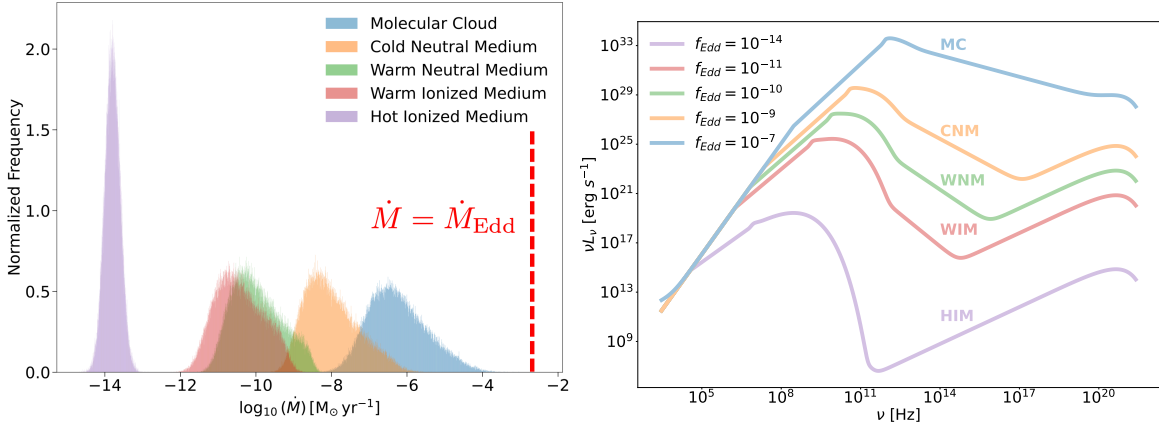 Normalized Frequency
2.0
1.5
1.0
0.5
0.0
Molecular Cloud
Cold Neutral Medium
Warm Neutral Medium
Warm Ionized Medium
Hot Ionized Medium
Ṁ = Ṁ_Edd
−14 −12 −10 −8 −6 −4 −2
log₁₀(Ṁ) [M⊙ yr⁻¹]
νL_ν [erg s⁻¹]
10³³
10²⁹
10²⁵
10²¹
10¹⁷
10¹³
10⁹
f_Edd = 10⁻¹⁴
f_Edd = 10⁻¹¹
f_Edd = 10⁻¹⁰
f_Edd = 10⁻⁹
f_Edd = 10⁻⁷
MC
CNM
WNM
WIM
HIM
10⁵ 10⁸ 10¹¹ 10¹⁴ 10¹⁷ 10²⁰
ν [Hz]